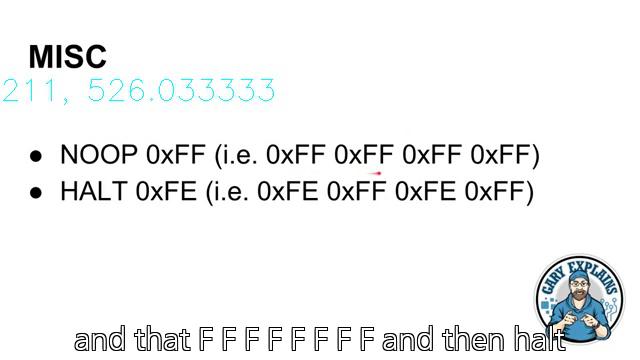 MISC
211, 526.033333
● NOOP 0xFF (i.e. 0xFF 0xFF 0xFF 0xFF)
● HALT 0xFE (i.e. 0xFE 0xFF 0xFE 0xFF)
GARY EXPLAINS
and that F F F F F F F F and then halt